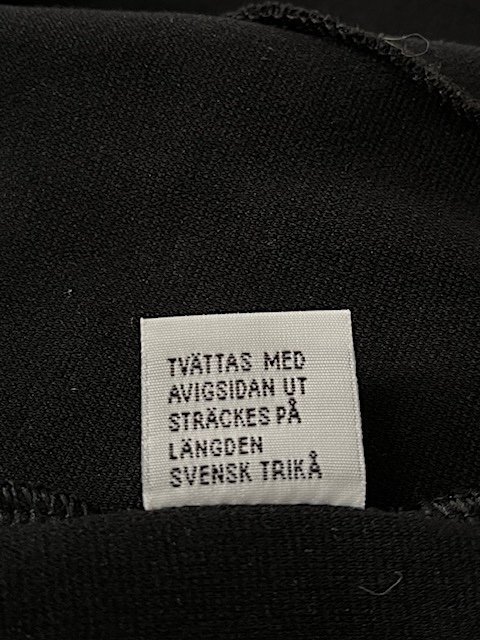 TVÄTTAS MED
AVIGSIDAN UT
STRÄCKES PÅ
LÄNGDEN
SVENSK TRIKÅ